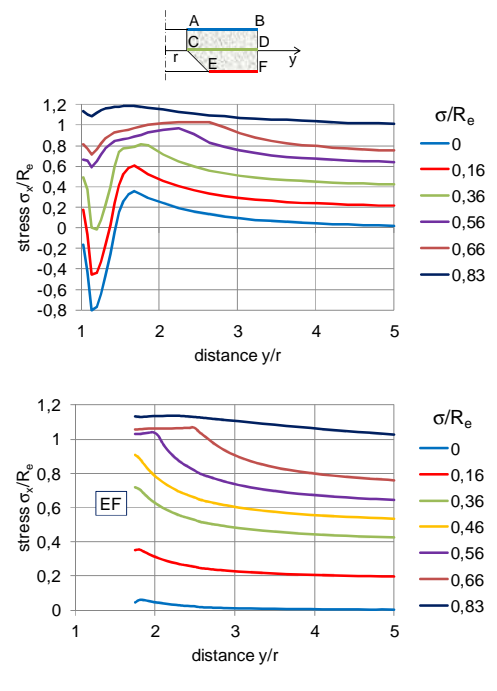 A B
C D
r y
E F
1,2
1
0,8
0,6
0,4
0,2
0
-0,2
-0,4
-0,6
-0,8
stress σx/Re
1 2 3 4 5
distance y/r
σ/Re
0
0,16
0,36
0,56
0,66
0,83
1,2
1
0,8
0,6
0,4
0,2
0
stress σx/Re
EF
1 2 3 4 5
distance y/r
σ/Re
0
0,16
0,36
0,46
0,56
0,66
0,83